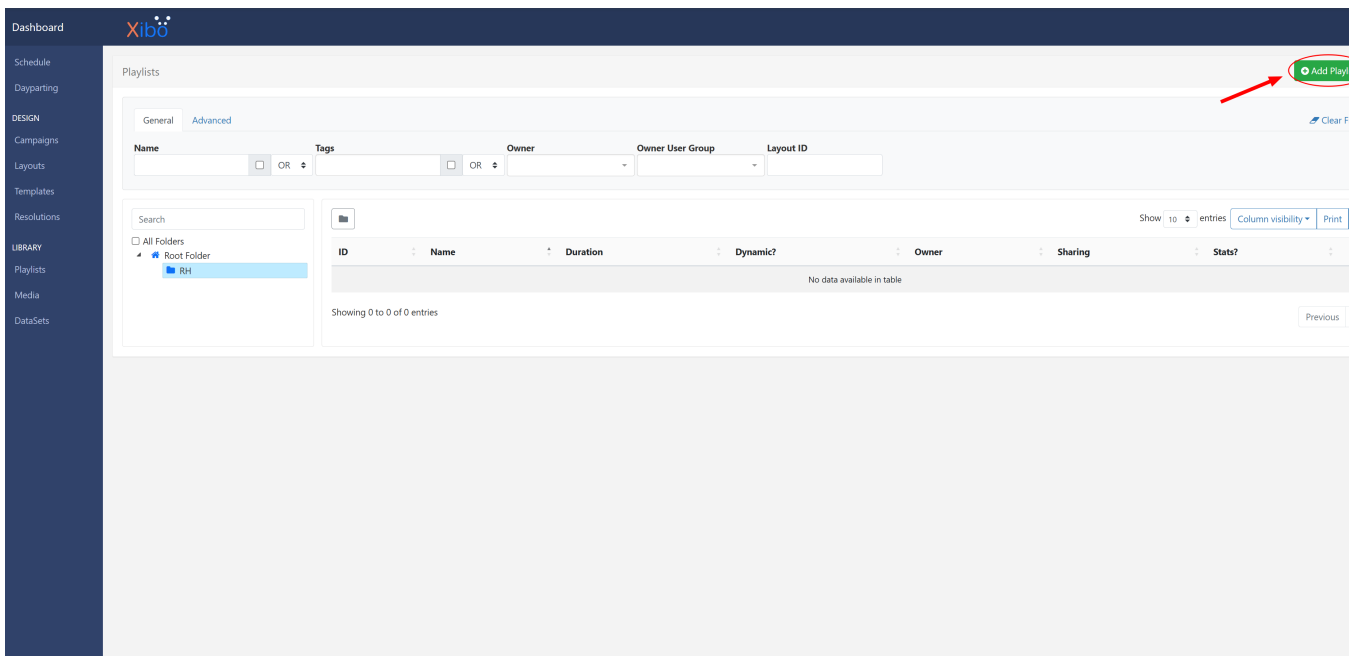 Dashboard
Xibo
Schedule
Dayparting
DESIGN
Campaigns
Layouts
Templates
Resolutions
LIBRARY
Playlists
Media
DataSets
Playlists
Add Playl
General Advanced
Clear F
Name Tags Owner Owner User Group Layout ID
OR OR
Search
All Folders
Root Folder
RH
Show 10 entries Column visibility Print
ID Name Duration Dynamic? Owner Sharing Stats?
No data available in table
Showing 0 to 0 of 0 entries
Previous